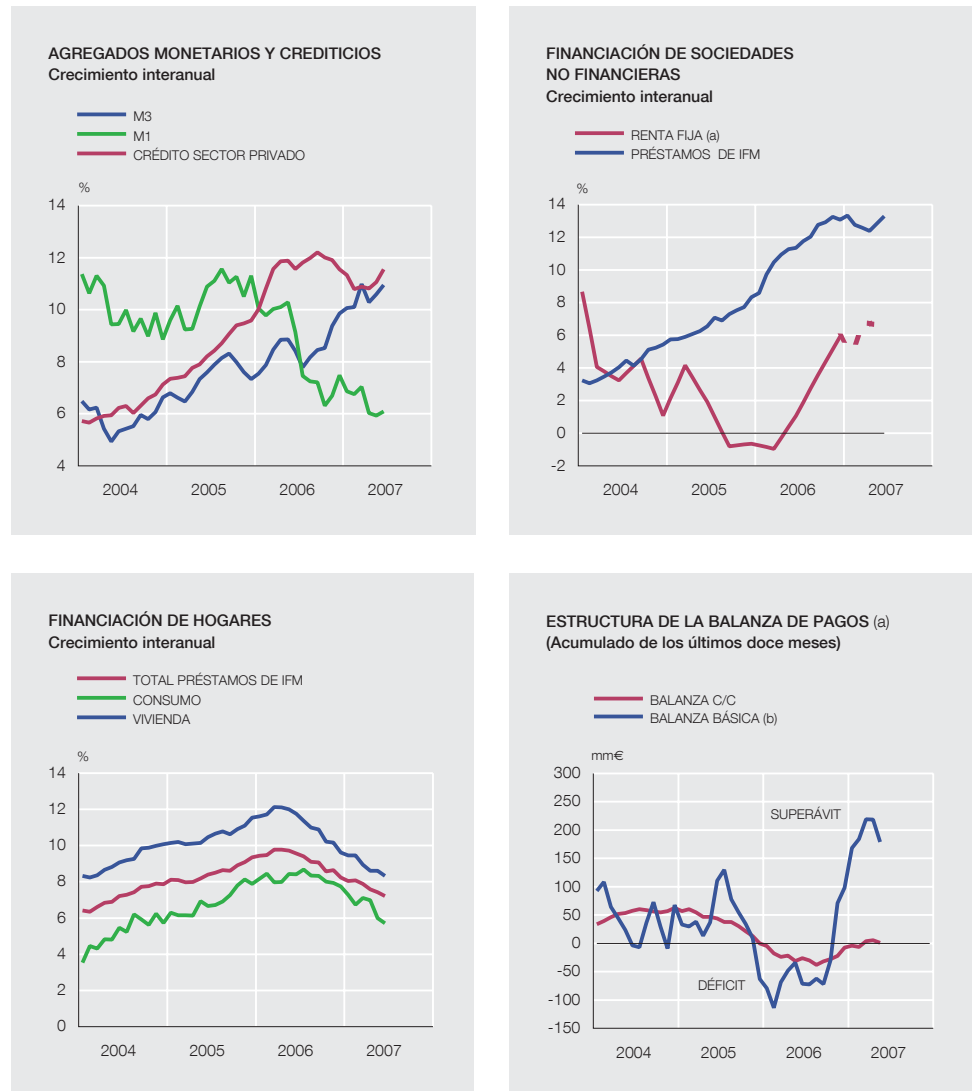 AGREGADOS MONETARIOS Y CREDITICIOS
Crecimiento interanual
M3
M1
CRÉDITO SECTOR PRIVADO
%
14
12
10
8
6
4
2004 2005 2006 2007
FINANCIACIÓN DE SOCIEDADES
NO FINANCIERAS
Crecimiento interanual
RENTA FIJA (a)
PRÉSTAMOS DE IFM
%
14
12
10
8
6
4
2
0
-2
2004 2005 2006 2007
FINANCIACIÓN DE HOGARES
Crecimiento interanual
TOTAL PRÉSTAMOS DE IFM
CONSUMO
VIVIENDA
%
14
12
10
8
6
4
2
0
2004 2005 2006 2007
ESTRUCTURA DE LA BALANZA DE PAGOS (a)
(Acumulado de los últimos doce meses)
BALANZA C/C
BALANZA BÁSICA (b)
mm€
300
250
200
150
100
50
0
-50
-100
-150
SUPERÁVIT
DÉFICIT
2004 2005 2006 2007